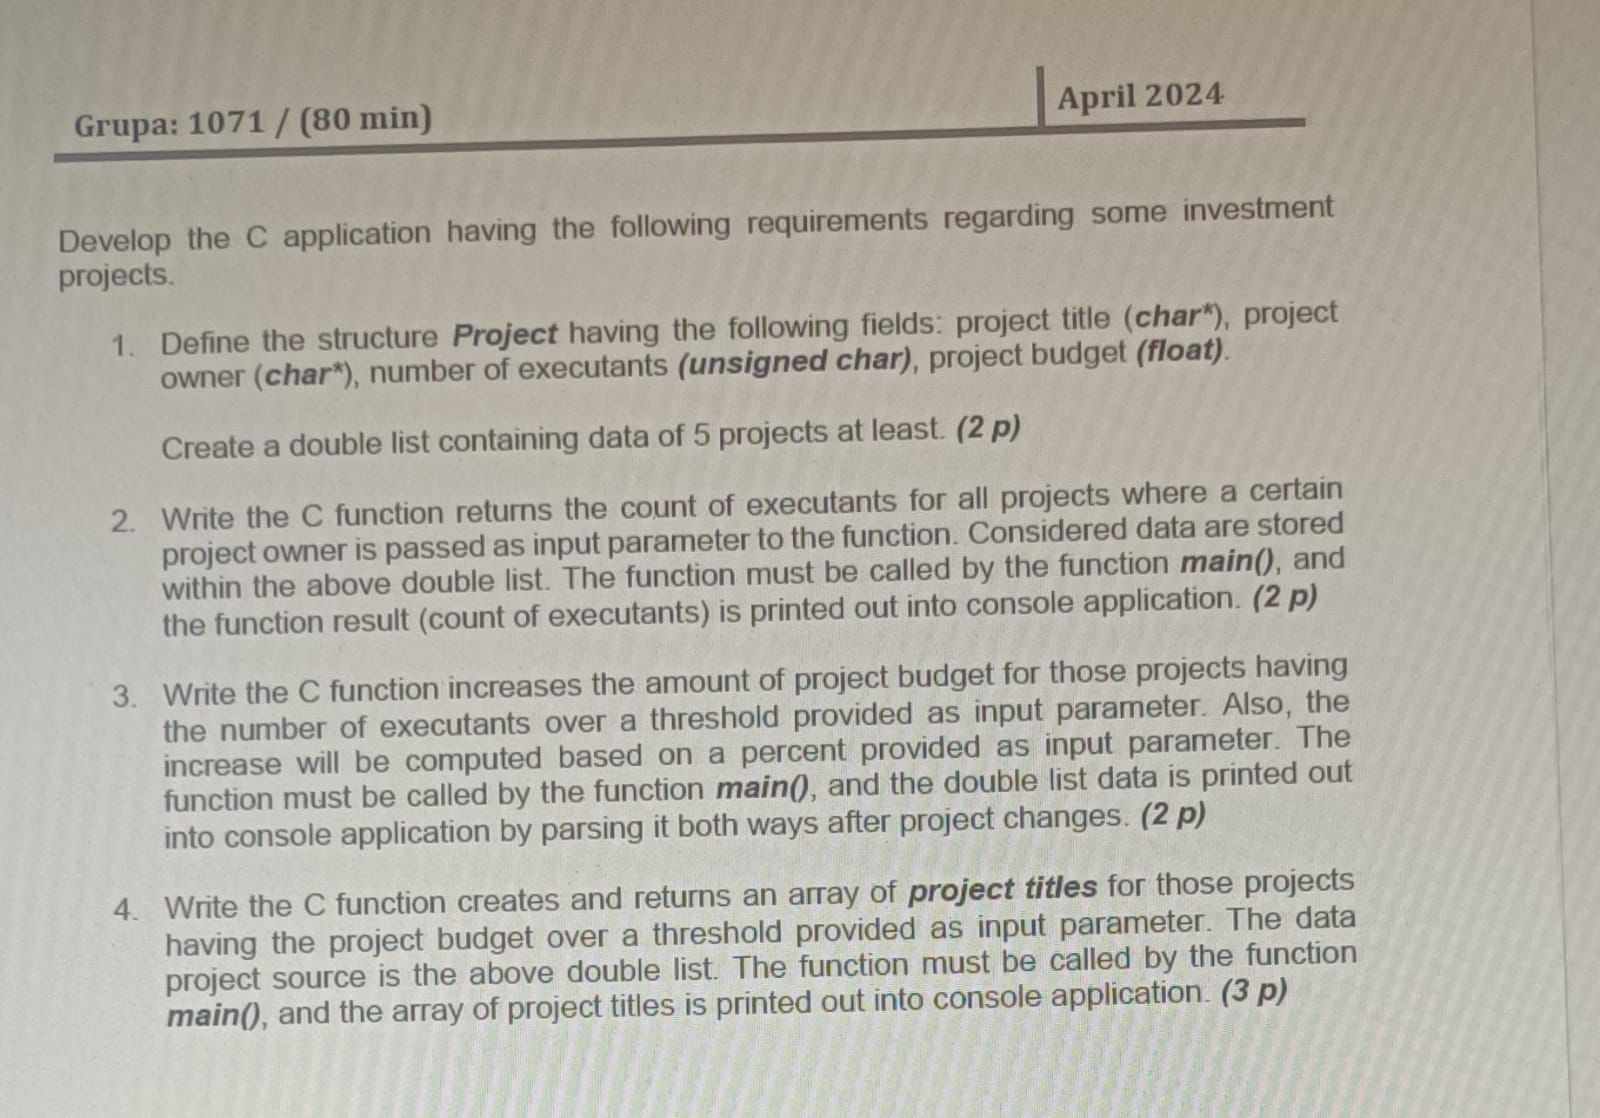 Grupa: 1071 / (80 min)
April 2024
Develop the C application having the following requirements regarding some investment
projects.
1. Define the structure Project having the following fields: project title (char*), project
owner (char*), number of executants (unsigned char), project budget (float).
Create a double list containing data of 5 projects at least. (2 p)
2. Write the C function returns the count of executants for all projects where a certain
project owner is passed as input parameter to the function. Considered data are stored
within the above double list. The function must be called by the function main(), and
the function result (count of executants) is printed out into console application. (2 p)
3. Write the C function increases the amount of project budget for those projects having
the number of executants over a threshold provided as input parameter. Also, the
increase will be computed based on a percent provided as input parameter. The
function must be called by the function main(), and the double list data is printed out
into console application by parsing it both ways after project changes. (2 p)
4. Write the C function creates and returns an array of project titles for those projects
having the project budget over a threshold provided as input parameter. The data
project source is the above double list. The function must be called by the function
main(), and the array of project titles is printed out into console application. (3 p)